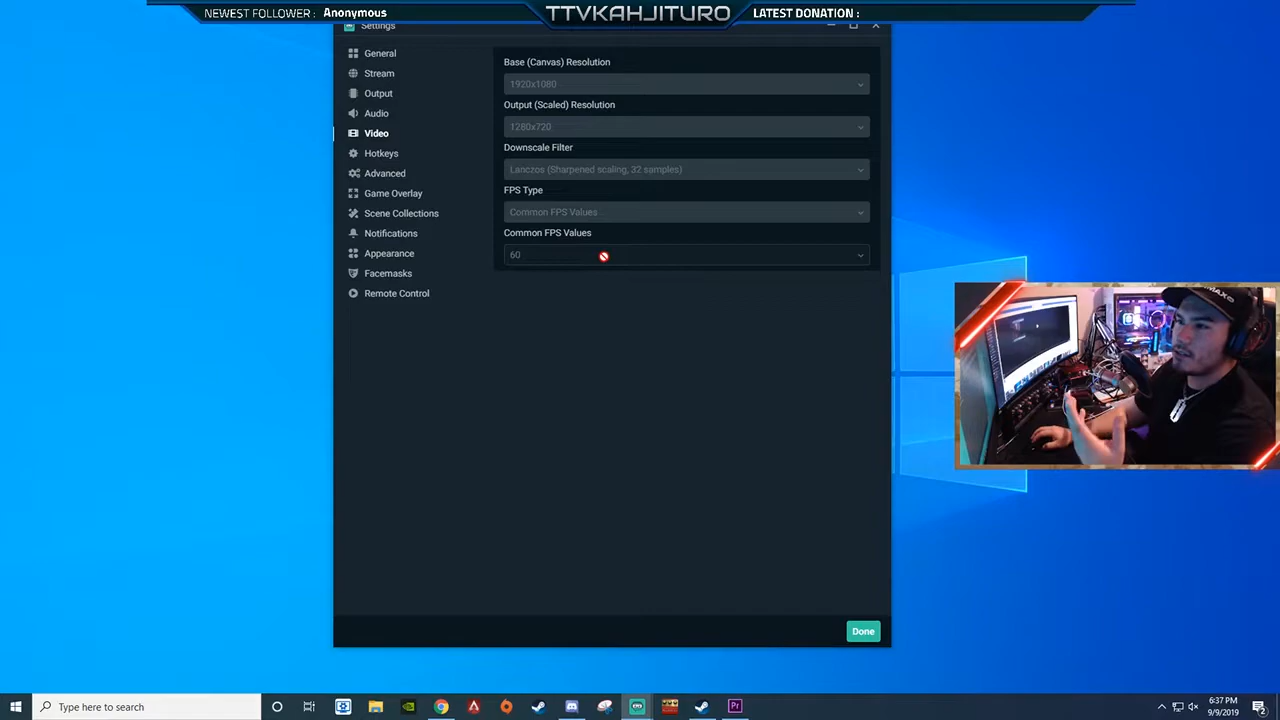 NEWEST FOLLOWER : Anonymous
TTVKAHJITURO
LATEST DONATION :
Settings
General
Stream
Output
Audio
Video
Hotkeys
Advanced
Game Overlay
Scene Collections
Notifications
Appearance
Facemasks
Remote Control
Base (Canvas) Resolution
1920x1080
Output (Scaled) Resolution
1280x720
Downscale Filter
Lanczos (Sharpened scaling, 32 samples)
FPS Type
Common FPS Values
Common FPS Values
60
Done
Type here to search
Pr
6:37 PM
9/9/2019
2